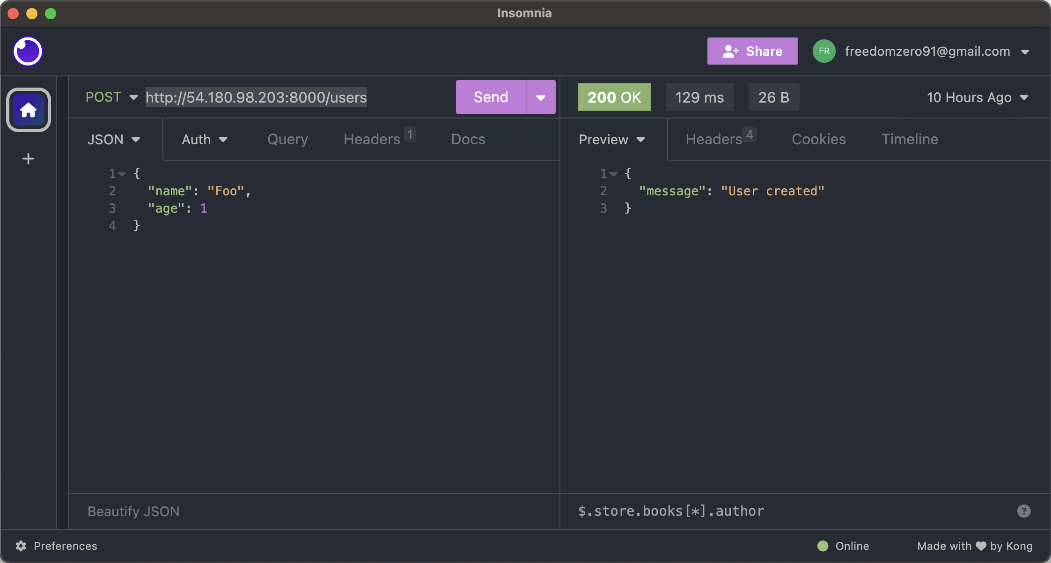 Insomnia
Share
FR
freedomzero91@gmail.com
POST
http://54.180.98.203:8000/users
Send
200 OK
129 ms
26 B
10 Hours Ago
JSON
Auth
Query
Headers 1
Docs
Preview
Headers 4
Cookies
Timeline
1 {
2 "name": "Foo",
3 "age": 1
4 }
1 {
2 "message": "User created"
3 }
Beautify JSON
$.store.books[*].author
?
Preferences
Online
Made with ♥ by Kong